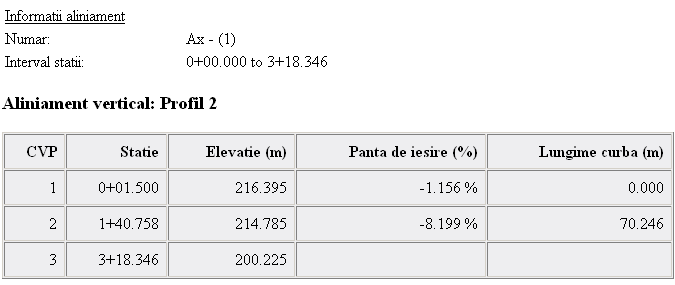 Informatii aliniament
Numar: Ax - (1)
Interval statii: 0+00.000 to 3+18.346
Aliniament vertical: Profil 2
CVP Statie Elevatie (m) Panta de iesire (%) Lungime curba (m)
1 0+01.500 216.395 -1.156 % 0.000
2 1+40.758 214.785 -8.199 % 70.246
3 3+18.346 200.225